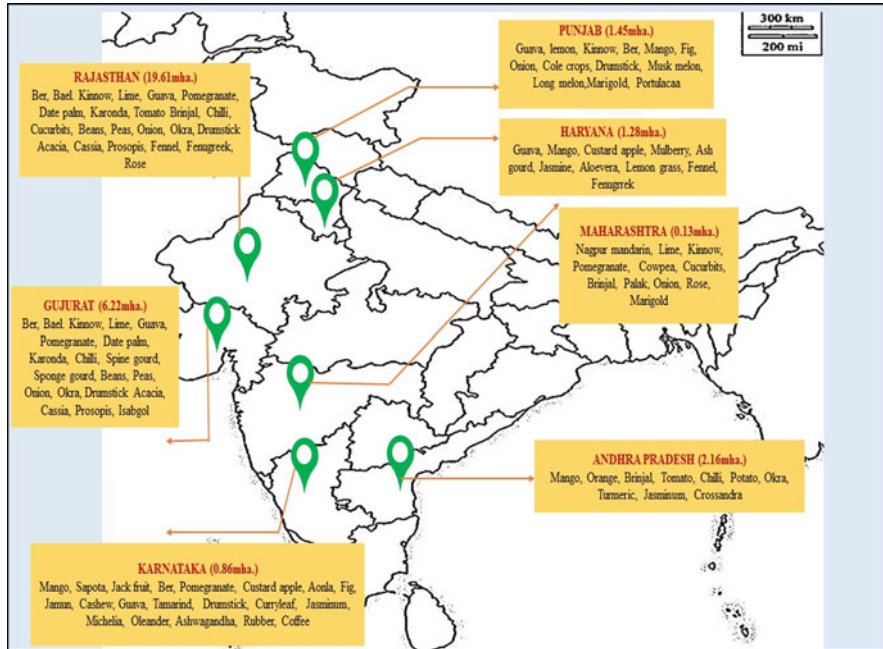 300 km
200 mi
PUNJAB (1.45mha.)
Guava, lemon, Kinnow, Ber, Mango, Fig,
Onion, Cole crops, Drumstick, Musk melon,
Long melon,Marigold, Portulacaa
RAJASTHAN (19.61mha.)
Ber, Bael. Kinnow, Lime, Guava, Pomegranate,
Date palm, Karonda, Tomato Brinjal, Chilli,
Cucurbits, Beans, Peas, Onion, Okra, Drumstick
Acacia, Cassia, Prosopis, Fennel, Fenugreek,
Rose
HARYANA (1.28mha.)
Guava, Mango, Custard apple, Mulberry, Ash
gourd, Jasmine, Aloevera, Lemon grass, Fennel,
Fenugrrek
MAHARASHTRA (0.13mha.)
Nagpur mandarin, Lime, Kinnow,
Pomegranate, Cowpea, Cucurbits,
Brinjal, Palak, Onion, Rose,
Marigold
GUJURAT (6.22mha.)
Ber, Bael. Kinnow, Lime, Guava,
Pomegranate, Date palm,
Karonda, Chilli, Spine gourd,
Sponge gourd, Beans, Peas,
Onion, Okra, Drumstick Acacia,
Cassia, Prosopis, Isabgol
ANDHRA PRADESH (2.16mha.)
Mango, Orange, Brinjal, Tomato, Chilli, Potato, Okra,
Turmeric, Jasminum, Crossandra
KARNATAKA (0.86mha.)
Mango, Sapota, Jack fruit, Ber, Pomegranate, Custard apple, Aonla, Fig,
Jamun, Cashew, Guava, Tamarind, Drumstick, Curryleaf, Jasminum,
Michelia, Oleander, Ashwagandha, Rubber, Coffee